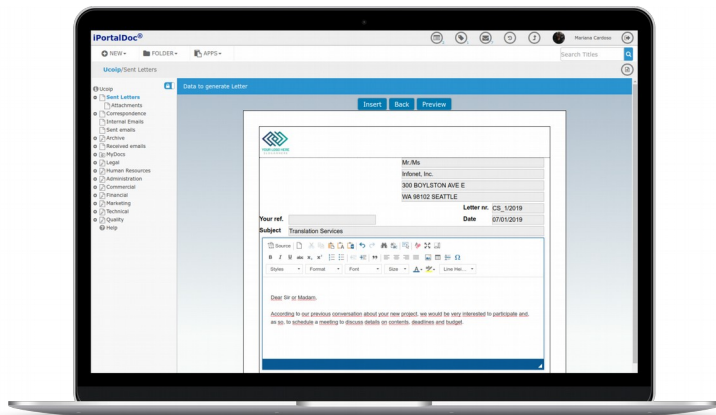 iPortalDoc®
Mariana Cardoso
NEW FOLDER APPS
Search Titles
Ucoip/Sent Letters
Data to generate Letter
Ucoip
Sent Letters
Attachments
Correspondence
Internal Emails
Sent emails
Archive
Received emails
MyDocs
Legal
Human Resources
Administration
Commercial
Financial
Marketing
Technical
Quality
Help
Insert Back Preview
YOUR LOGO HERE
Mr./Ms
Infonet, Inc.
300 BOYLSTON AVE E
WA 98102 SEATTLE
Letter nr. CS_1/2019
Your ref. Date 07/01/2019
Subject Translation Services
Source
Styles Format Font Size A Line Hei...
Dear Sir or Madam,
According to our previous conversation about your new project, we would be very interested to participate and,
as so, to schedule a meeting to discuss details on contents, deadlines and budget.